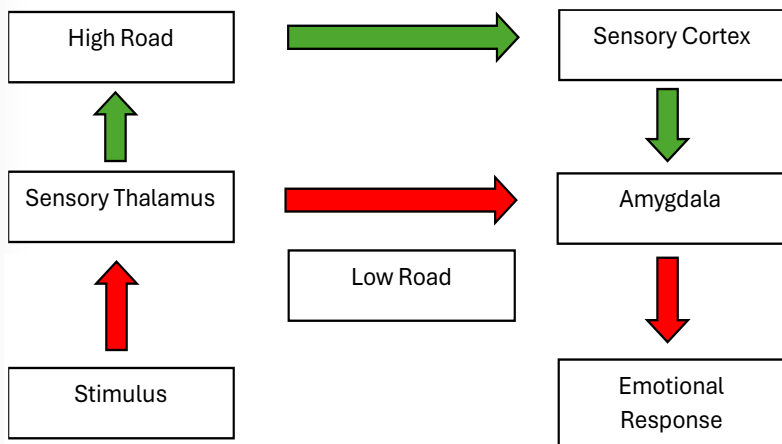 High Road
Sensory Cortex
Sensory Thalamus
Amygdala
Low Road
Stimulus
Emotional
Response